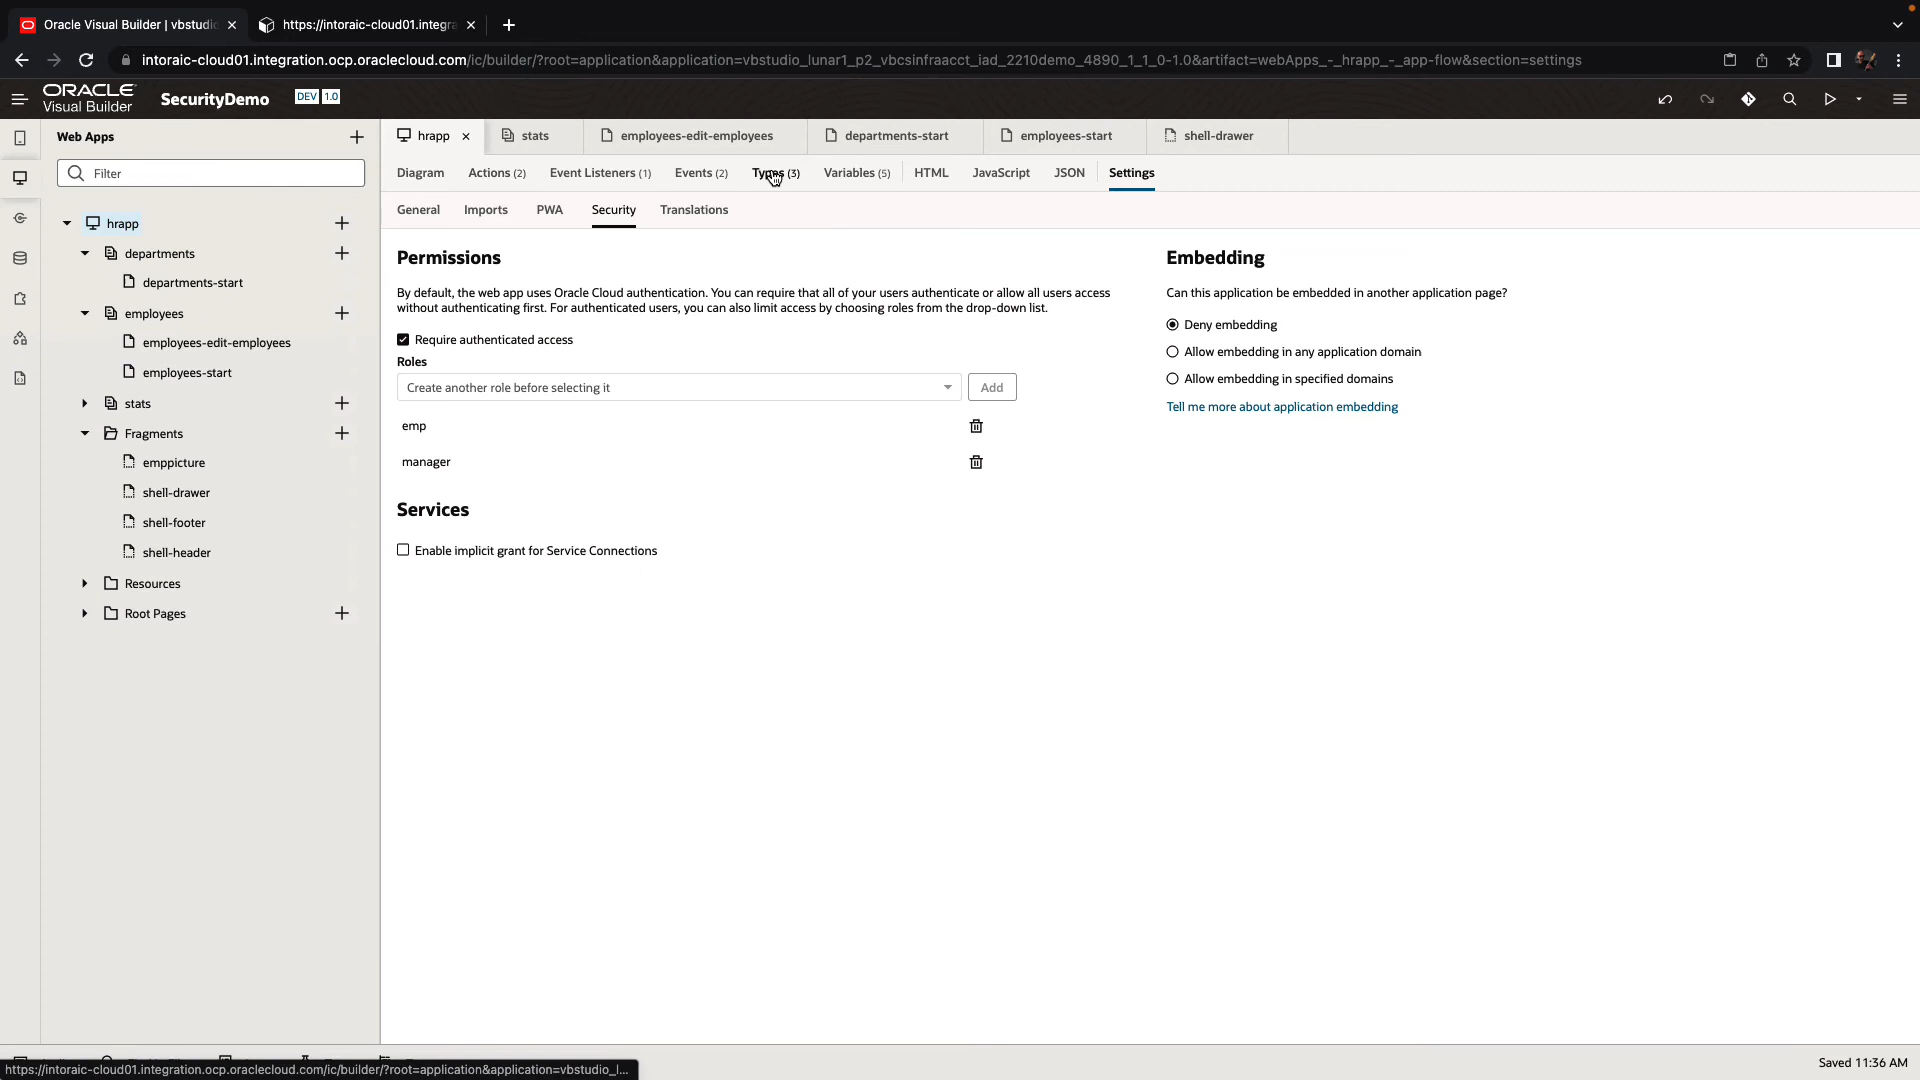 Oracle Visual Builder | vbstudio
https://intoraic-cloud01.integra
intoraic-cloud01.integration.ocp.oraclecloud.com/ic/builder/?root=application&application=vbstudio_lunar1_p2_vbcsinfraacct_iad_2210demo_4890_1_1_0-1.0&artifact=webApps_-_hrapp_-_app-flow&section=settings
ORACLE
Visual Builder
SecurityDemo
DEV 1.0
Web Apps
Filter
hrapp
departments
departments-start
employees
employees-edit-employees
employees-start
stats
Fragments
emppicture
shell-drawer
shell-footer
shell-header
Resources
Root Pages
hrapp
stats
employees-edit-employees
departments-start
employees-start
shell-drawer
Diagram
Actions (2)
Event Listeners (1)
Events (2)
Types (3)
Variables (5)
HTML
JavaScript
JSON
Settings
General
Imports
PWA
Security
Translations
Permissions
By default, the web app uses Oracle Cloud authentication. You can require that all of your users authenticate or allow all users access
without authenticating first. For authenticated users, you can also limit access by choosing roles from the drop-down list.
Require authenticated access
Roles
Create another role before selecting it
Add
emp
manager
Services
Enable implicit grant for Service Connections
Embedding
Can this application be embedded in another application page?
Deny embedding
Allow embedding in any application domain
Allow embedding in specified domains
Tell me more about application embedding
https://intoraic-cloud01.integration.ocp.oraclecloud.com/ic/builder/?root=application&application=vbstudio_l...
Saved 11:36 AM